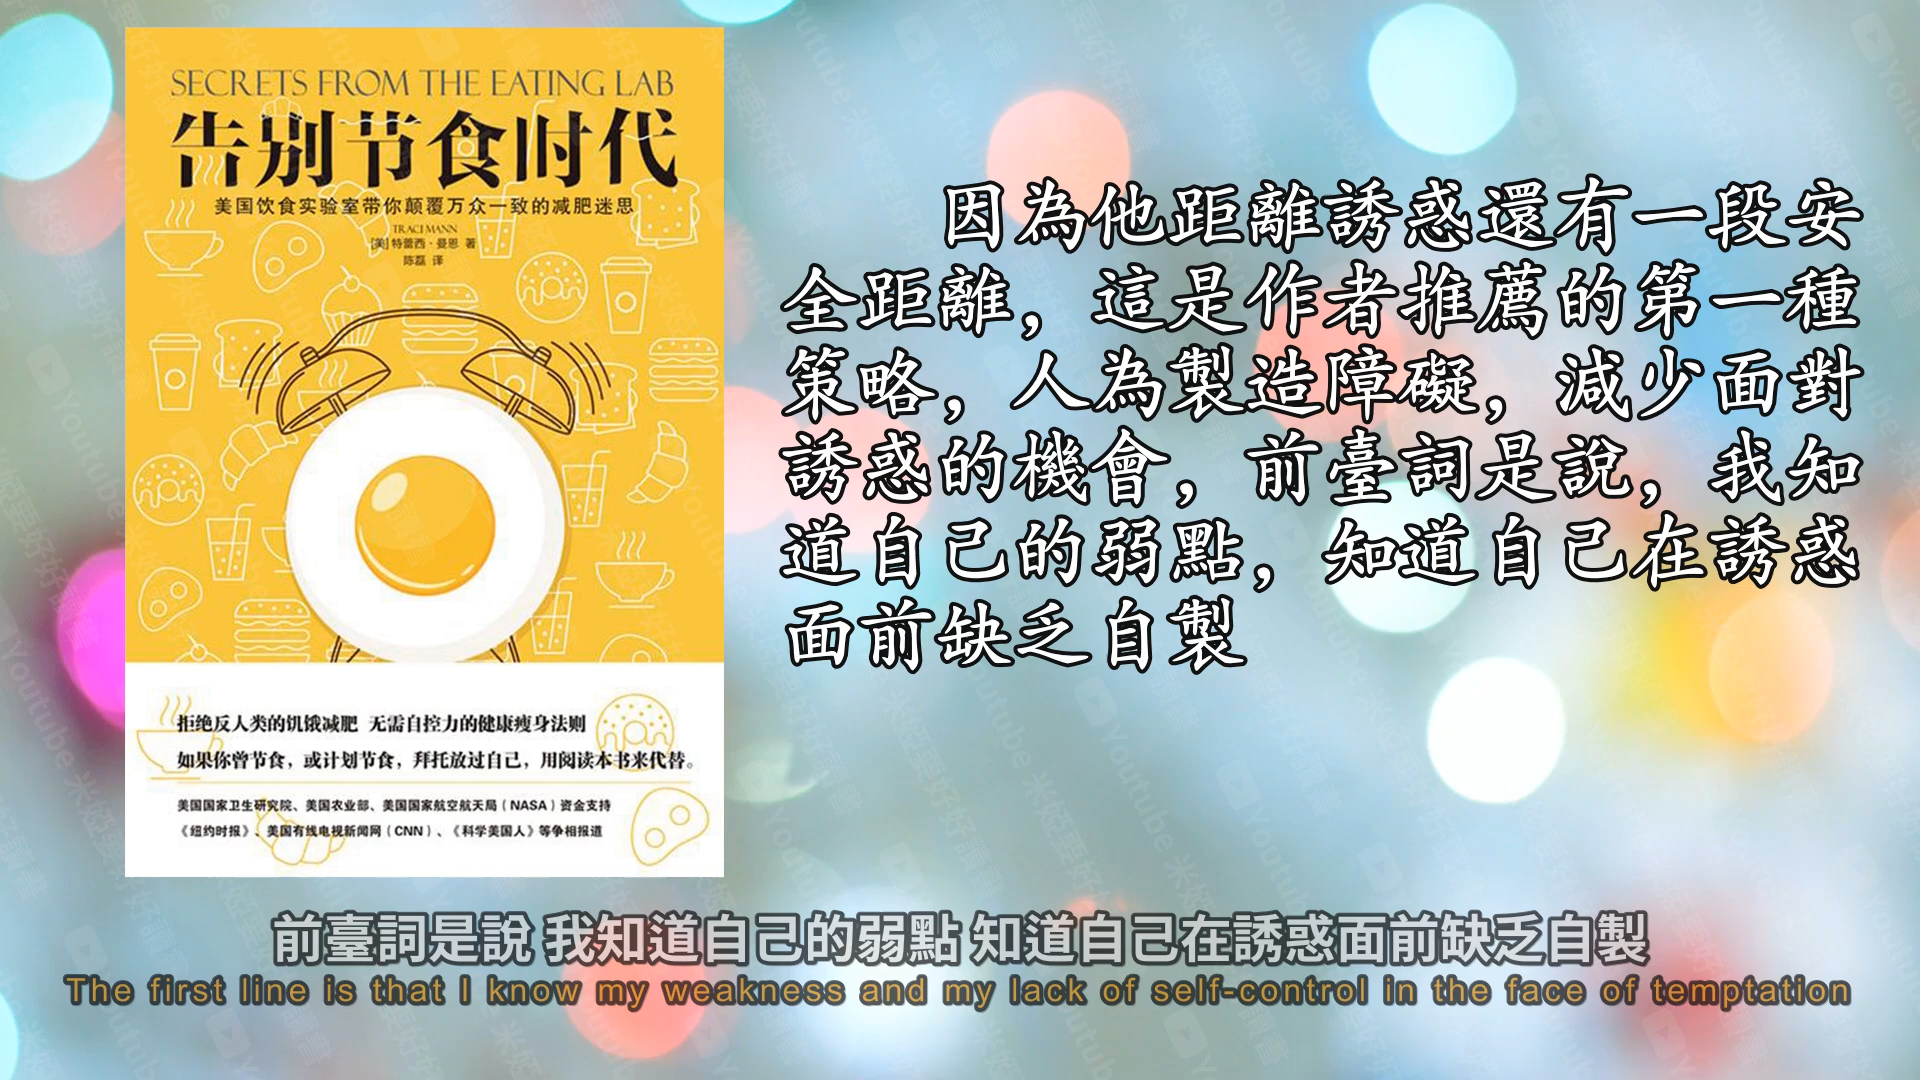 SECRETS FROM THE EATING LAB
告别节食时代
美国饮食实验室带你颠覆万众一致的减肥迷思
TRACI MANN
[美] 特蕾西·曼恩 著
陈磊 译
拒绝反人类的饥饿减肥 无需自控力的健康瘦身法则
如果你曾节食，或计划节食，拜托放过自己，用阅读本书来代替。
美国国家卫生研究院、美国农业部、美国国家航空航天局（NASA）资金支持
《纽约时报》、美国有线电视新闻网（CNN）、《科学美国人》等争相报道
因為他距離誘惑還有一段安
全距離，這是作者推薦的第一種
策略，人為製造障礙，減少面對
誘惑的機會，前臺詞是說，我知
道自己的弱點，知道自己在誘惑
面前缺乏自製
前臺詞是說 我知道自己的弱點 知道自己在誘惑面前缺乏自製
The first line is that I know my weakness and my lack of self-control in the face of temptation
Youtube 米婭要好好讀書